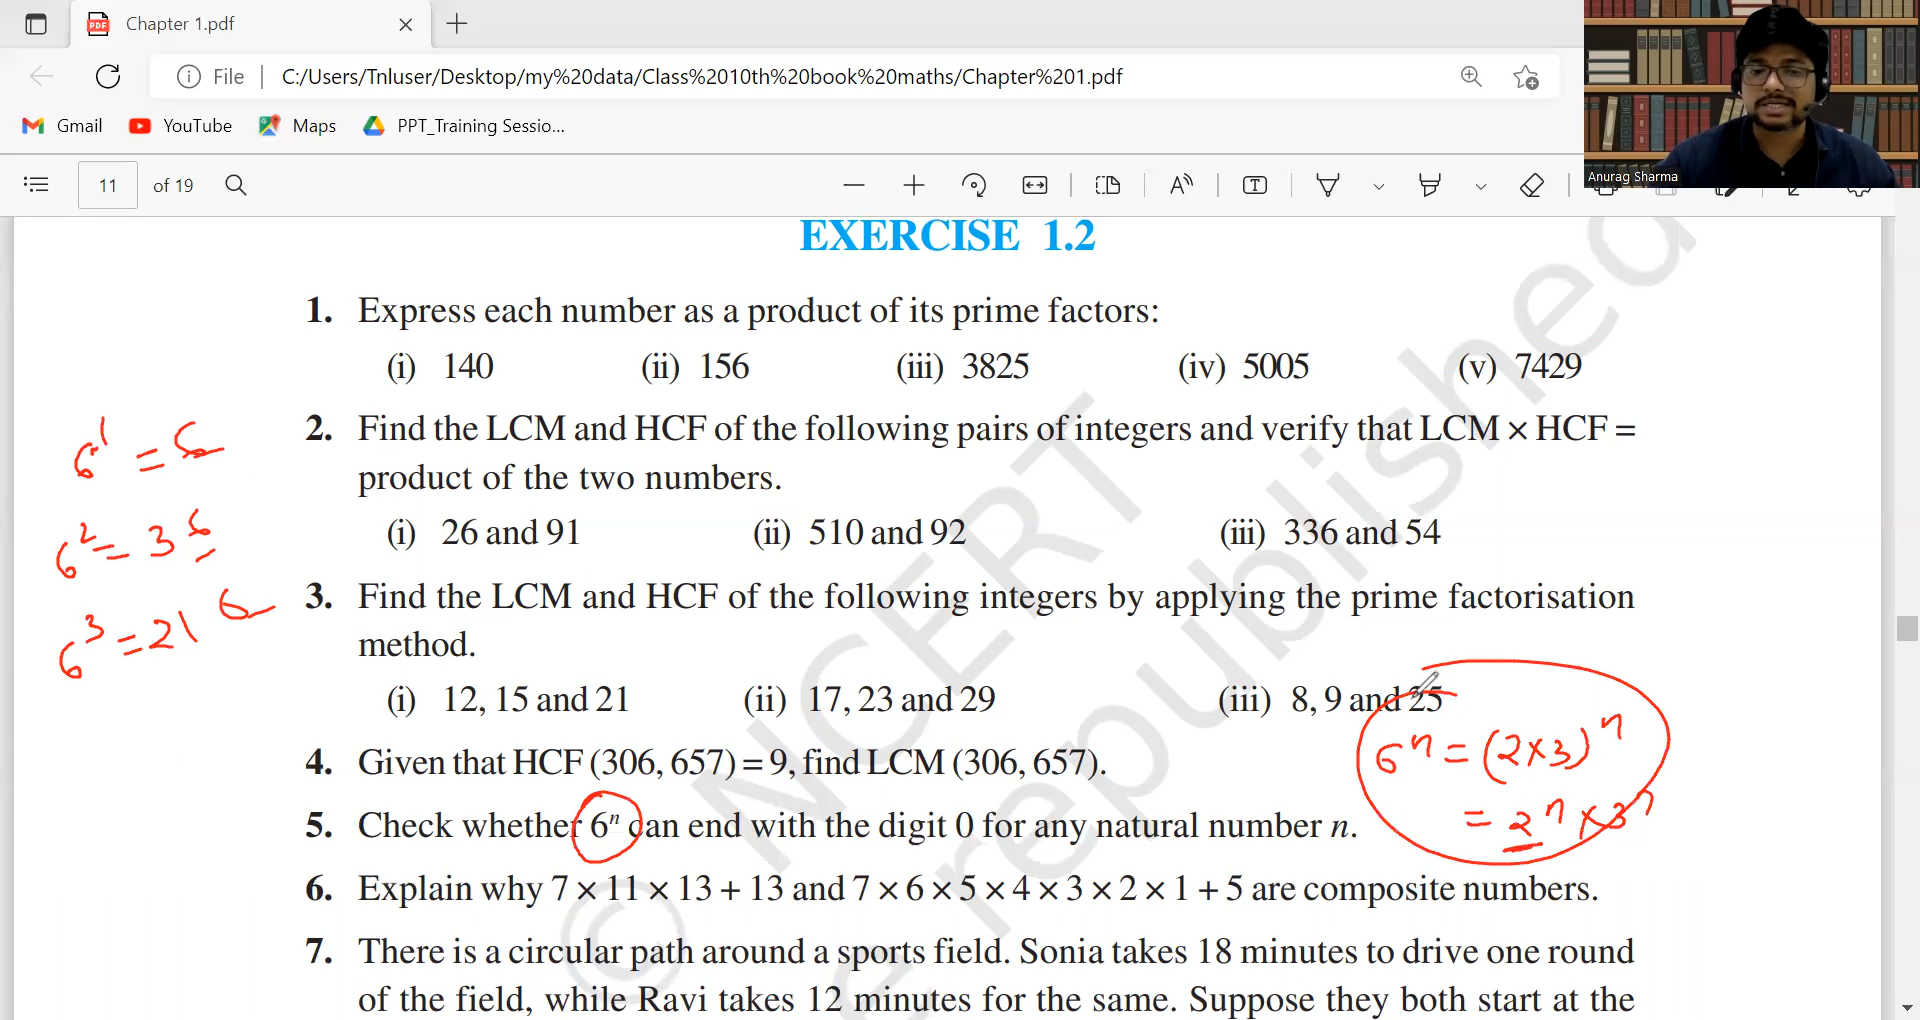 Chapter 1.pdf
File C:/Users/Tnluser/Desktop/my%20data/Class%2010th%20book%20maths/Chapter%201.pdf
Gmail YouTube Maps PPT_Training Sessio...
Anurag Sharma
11 of 19
EXERCISE 1.2
1. Express each number as a product of its prime factors:
(i) 140 (ii) 156 (iii) 3825 (iv) 5005 (v) 7429
2. Find the LCM and HCF of the following pairs of integers and verify that LCM × HCF =
product of the two numbers.
(i) 26 and 91 (ii) 510 and 92 (iii) 336 and 54
3. Find the LCM and HCF of the following integers by applying the prime factorisation
method.
(i) 12, 15 and 21 (ii) 17, 23 and 29 (iii) 8, 9 and 25
4. Given that HCF (306, 657) = 9, find LCM (306, 657).
5. Check whether 6ⁿ can end with the digit 0 for any natural number n.
6. Explain why 7 × 11 × 13 + 13 and 7 × 6 × 5 × 4 × 3 × 2 × 1 + 5 are composite numbers.
7. There is a circular path around a sports field. Sonia takes 18 minutes to drive one round
of the field, while Ravi takes 12 minutes for the same. Suppose they both start at the
6¹ = 6
6² = 36
6³ = 216
6ⁿ = (2×3)ⁿ
= 2ⁿ × 3ⁿ
© NCERT
republished